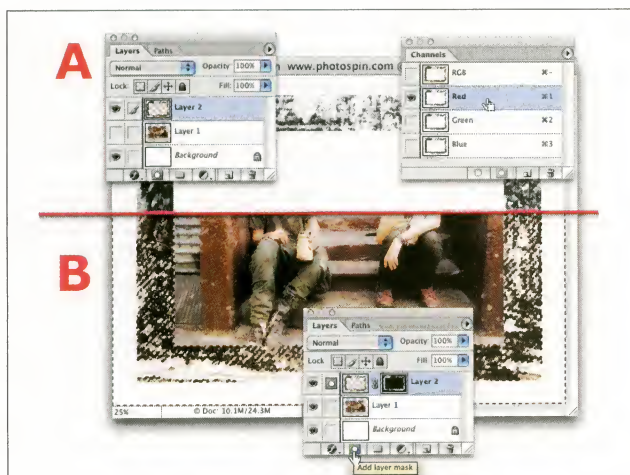 A
Layers Paths
Normal Opacity: 100%
Lock: Fill: 100%
Layer 2
Layer 1
Background
www.photospin.com
Channels
RGB ⌘~
Red ⌘1
Green ⌘2
Blue ⌘3
B
Layers Paths
Normal Opacity: 100%
Lock: Fill: 100%
Layer 2
Layer 1
Background
25% © Doc: 10.1M/24.3M
Add layer mask